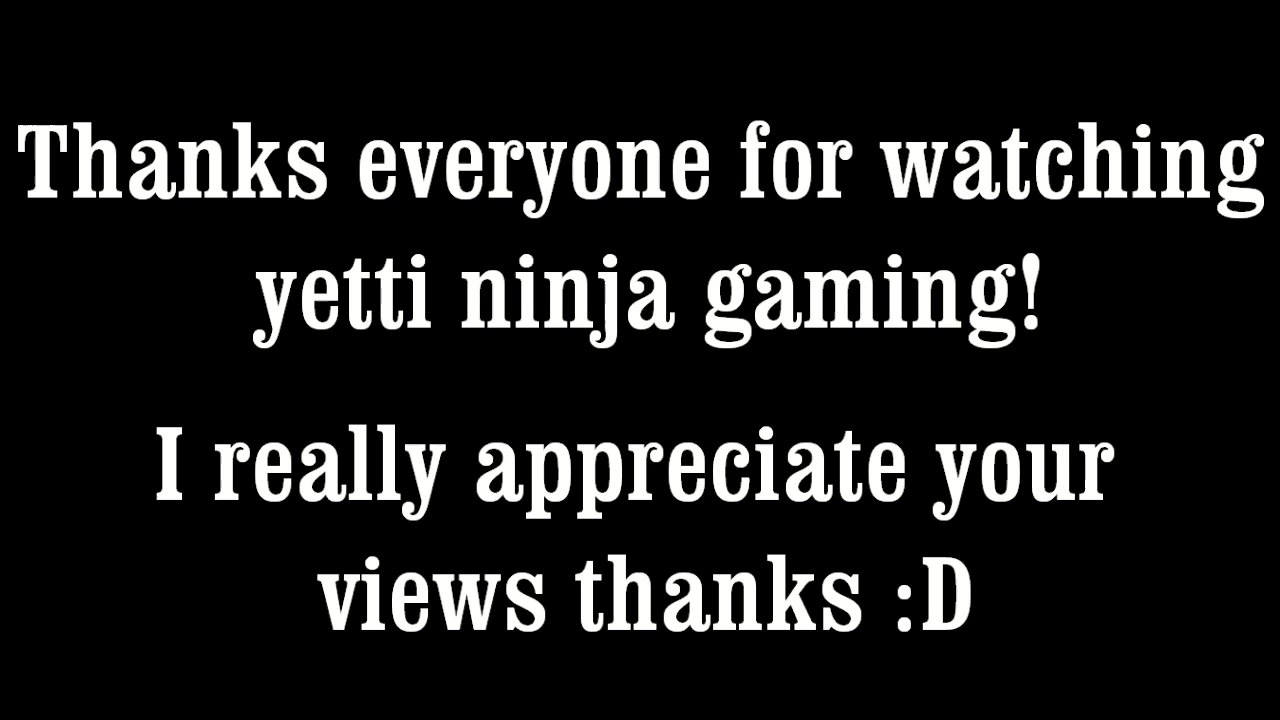 Thanks everyone for watching
yetti ninja gaming!
I really appreciate your
views thanks :D